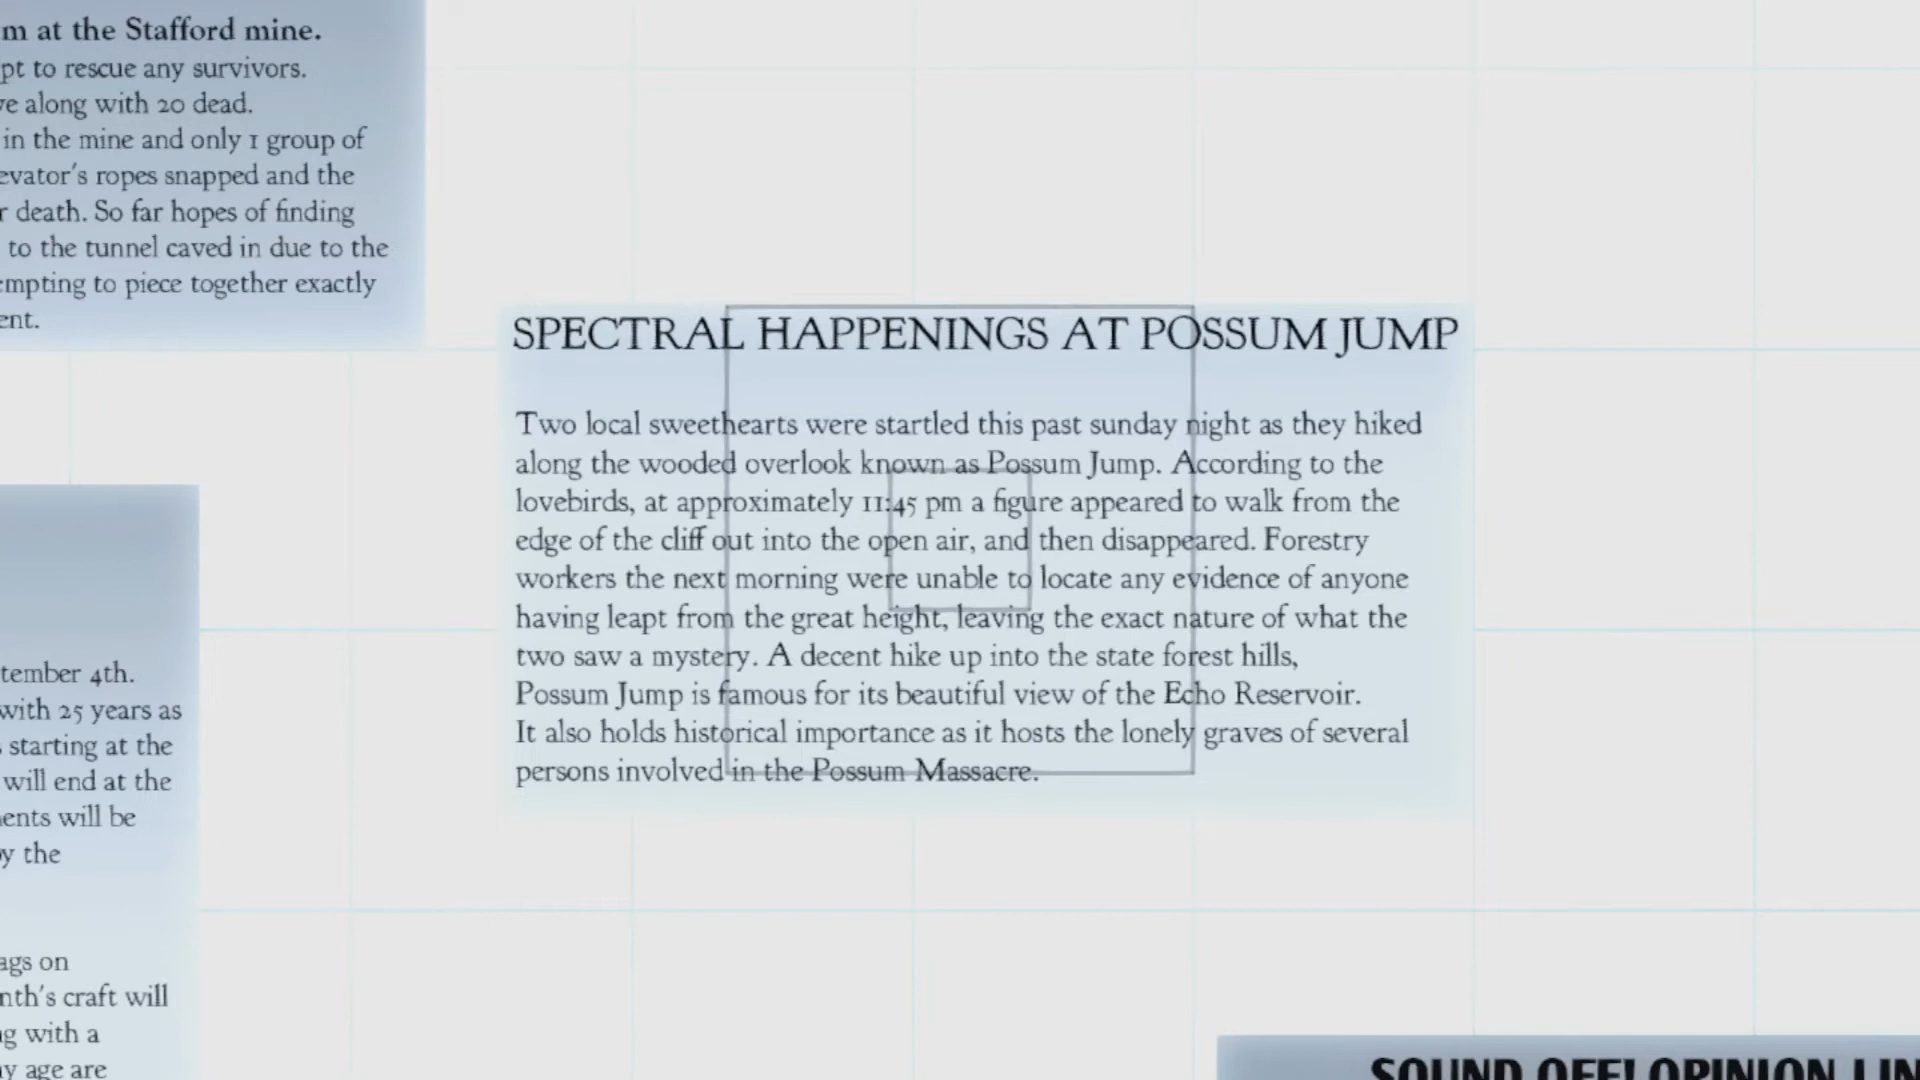 m at the Stafford mine.
pt to rescue any survivors.
ve along with 20 dead.
in the mine and only 1 group of
evator's ropes snapped and the
r death. So far hopes of finding
to the tunnel caved in due to the
empting to piece together exactly
ent.
SPECTRAL HAPPENINGS AT POSSUM JUMP
Two local sweethearts were startled this past sunday night as they hiked
along the wooded overlook known as Possum Jump. According to the
lovebirds, at approximately 11:45 pm a figure appeared to walk from the
edge of the cliff out into the open air, and then disappeared. Forestry
workers the next morning were unable to locate any evidence of anyone
having leapt from the great height, leaving the exact nature of what the
two saw a mystery. A decent hike up into the state forest hills,
Possum Jump is famous for its beautiful view of the Echo Reservoir.
It also holds historical importance as it hosts the lonely graves of several
persons involved in the Possum Massacre.
tember 4th.
with 25 years as
starting at the
will end at the
ents will be
y the
ags on
nth's craft will
g with a
y age are
SOUND OFF! OPINION LIN